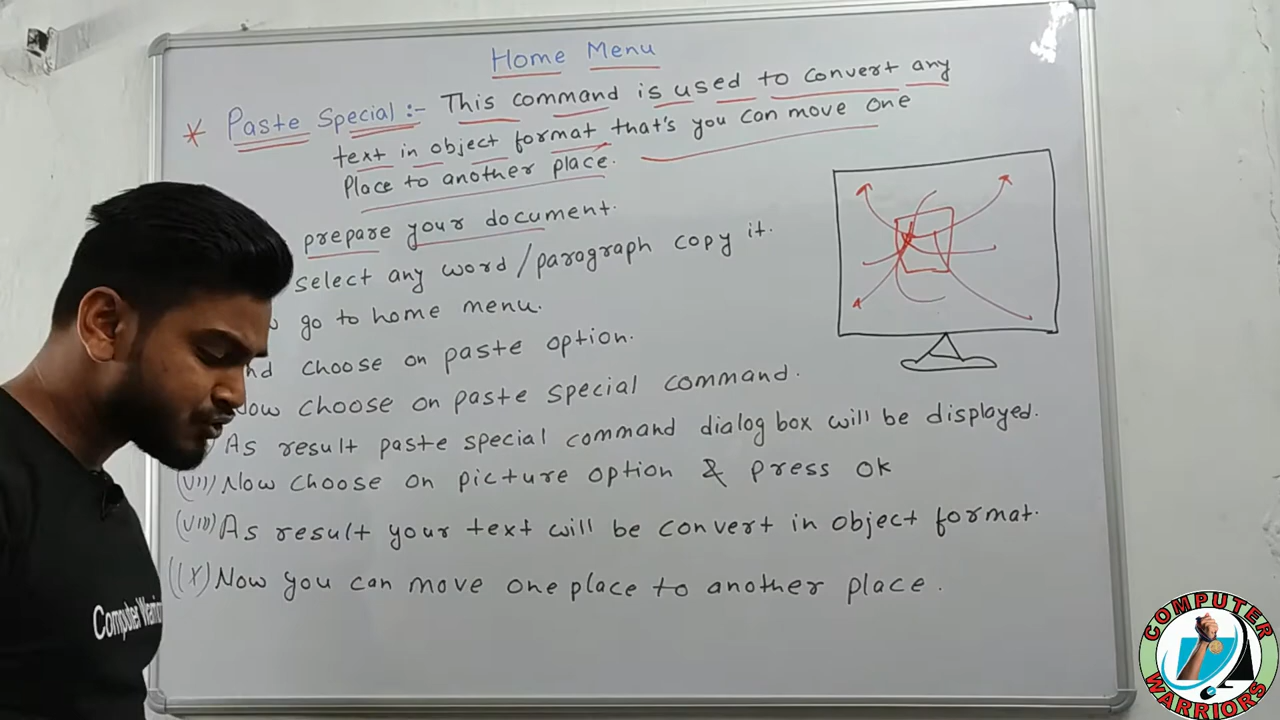 Home Menu
* Paste Special :- This command is used to convert any
text in object format that's you can move one
Place to another place.
prepare your document.
select any word / paragraph copy it.
go to home menu.
choose on paste option.
Now choose on paste special command.
As result paste special command dialog box will be displayed.
(VII) Now choose on picture option & press ok
(VIII) As result your text will be convert in object format.
(IX) Now you can move one place to another place.
Computer Warrio
COMPUTER
WARRIORS